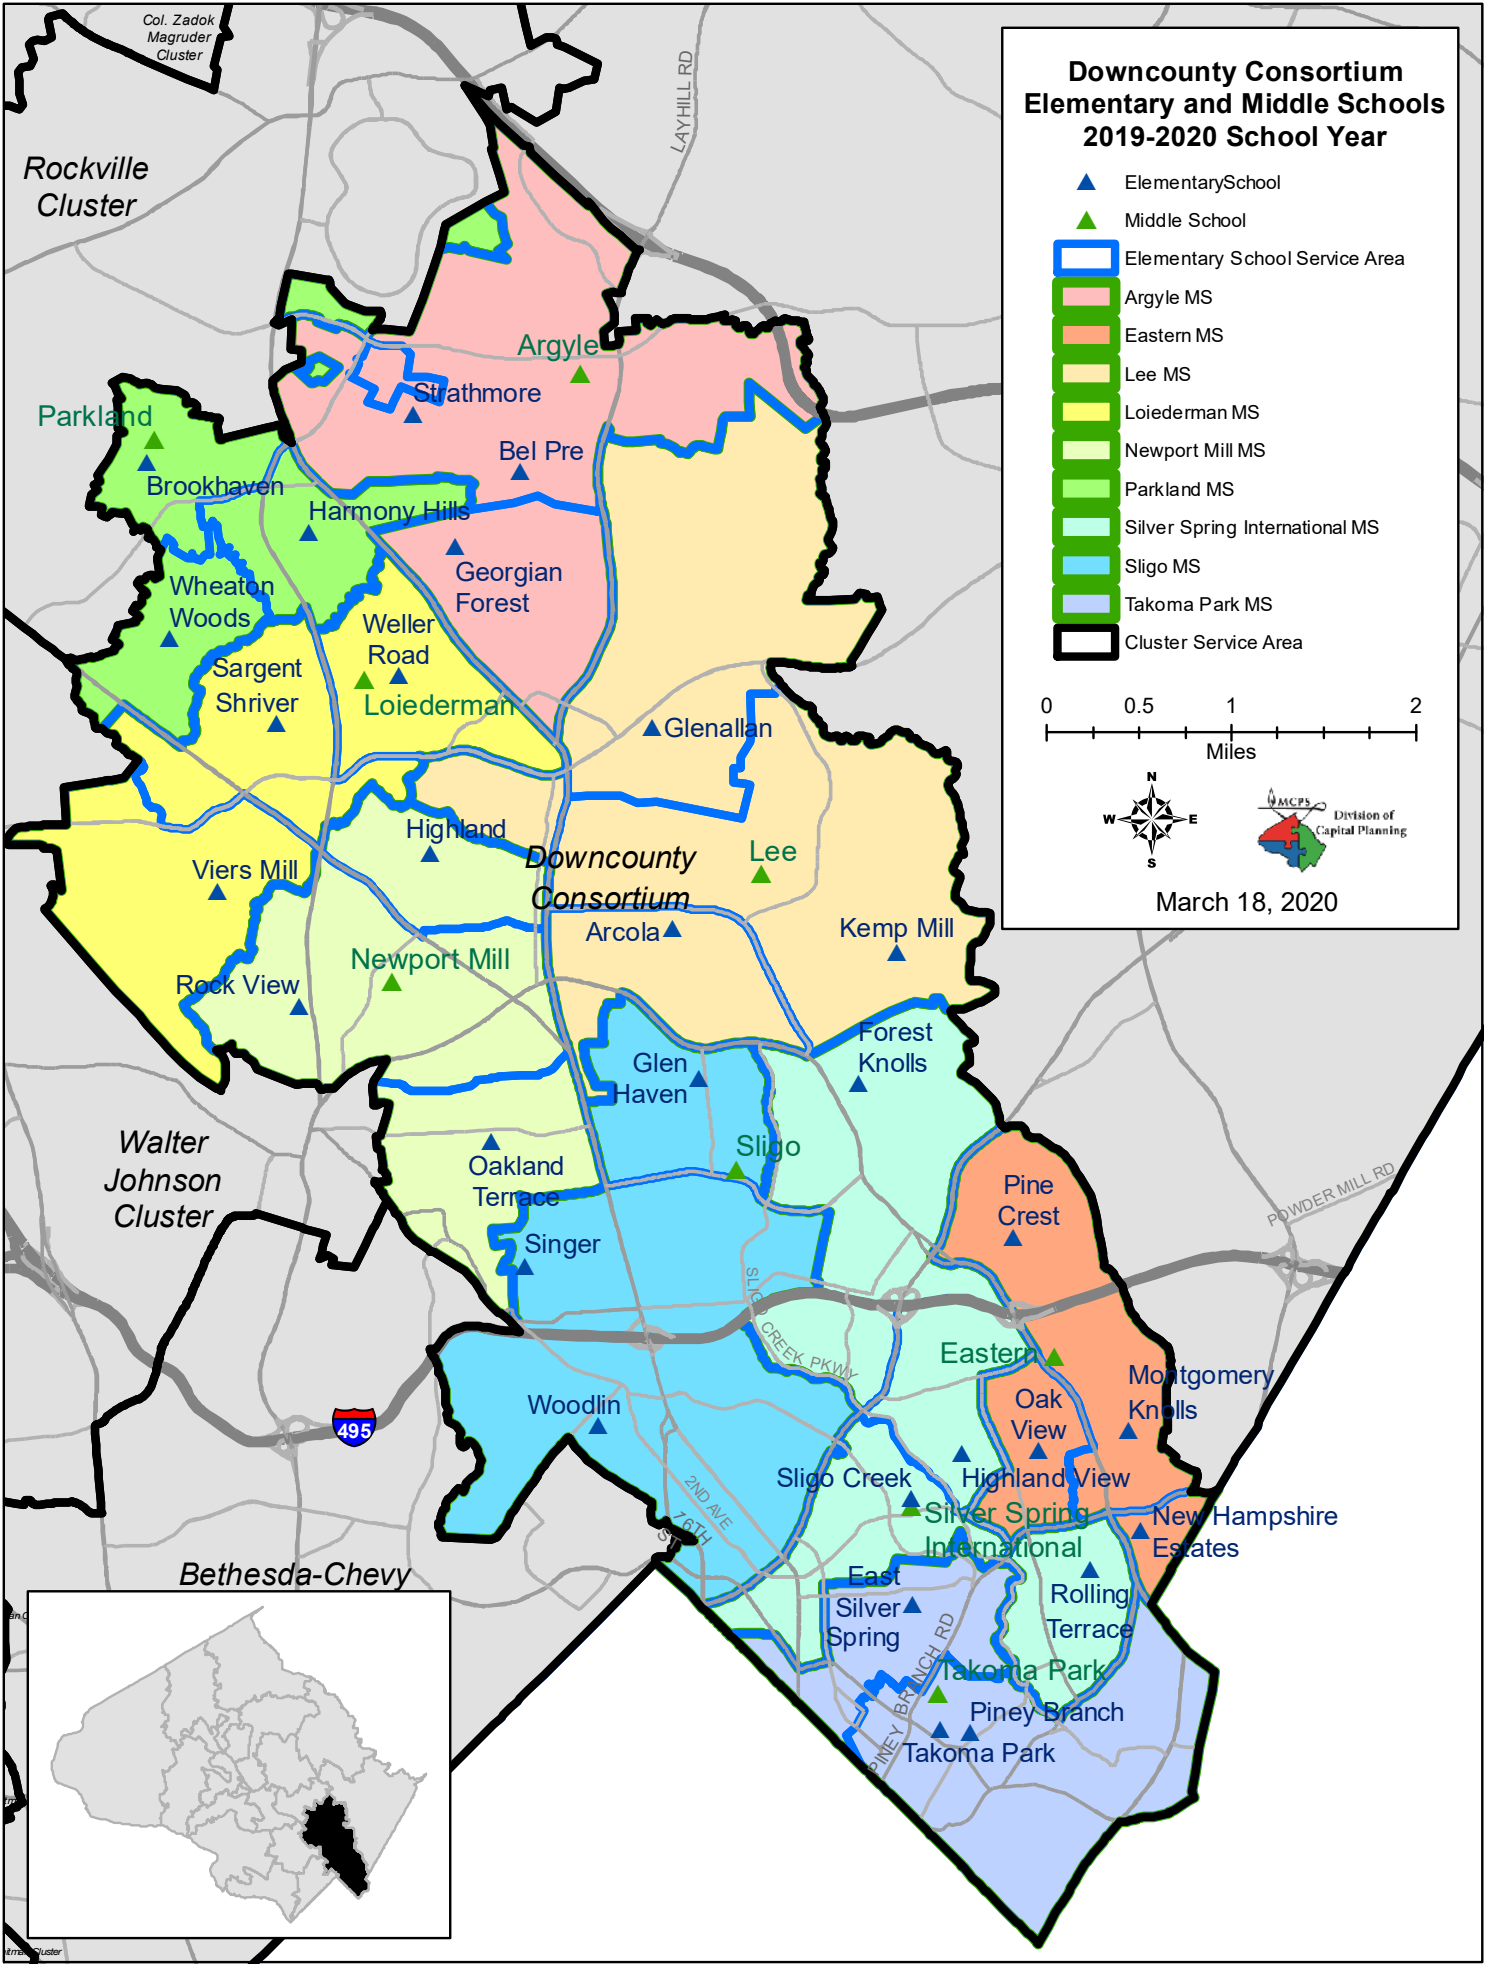 Col. Zadok
Magruder
Cluster
Rockville
Cluster
LAYHILL RD
Downcounty Consortium
Elementary and Middle Schools
2019-2020 School Year
ElementarySchool
Middle School
Elementary School Service Area
Argyle MS
Eastern MS
Lee MS
Loiederman MS
Newport Mill MS
Parkland MS
Silver Spring International MS
Sligo MS
Takoma Park MS
Cluster Service Area
0 0.5 1 2
Miles
N
W E
S
MCPS
Division of
Capital Planning
March 18, 2020
Argyle
Strathmore
Parkland
Bel Pre
Brookhaven
Harmony Hills
Georgian
Forest
Wheaton
Woods
Weller
Road
Sargent
Shriver
Loiederman
Glenallan
Highland
Downcounty
Consortium
Lee
Viers Mill
Arcola
Kemp Mill
Newport Mill
Rock View
Forest
Knolls
Glen
Haven
Walter
Johnson
Cluster
Sligo
Oakland
Terrace
Pine
Crest
POWDER MILL RD
Singer
SLIGO CREEK PKWY
Eastern
Montgomery
Knolls
Oak
View
Woodlin
495
Sligo Creek
Highland View
2ND AVE
76TH
ST
Silver Spring
International
New Hampshire
Estates
Bethesda-Chevy
East
Silver
Spring
Rolling
Terrace
PINEY BRANCH RD
Takoma Park
Piney Branch
Takoma Park
Cluster